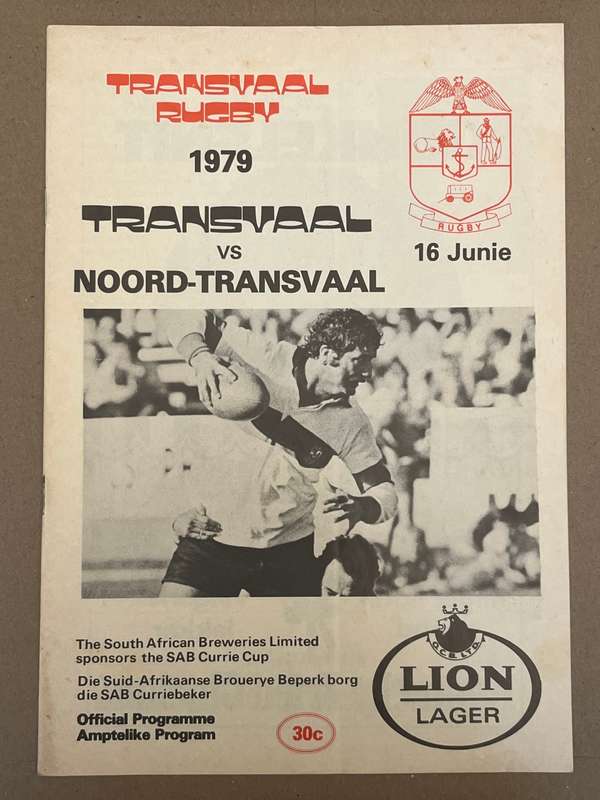 TRANSVAAL
RUGBY
1979
TRANSVAAL
VS
NOORD-TRANSVAAL
RUGBY
16 Junie
The South African Breweries Limited
sponsors the SAB Currie Cup
Die Suid-Afrikaanse Brouerye Beperk borg
die SAB Curriebeker
Official Programme
Amptelike Program
30c
O.C.B. LTD.
LION
LAGER